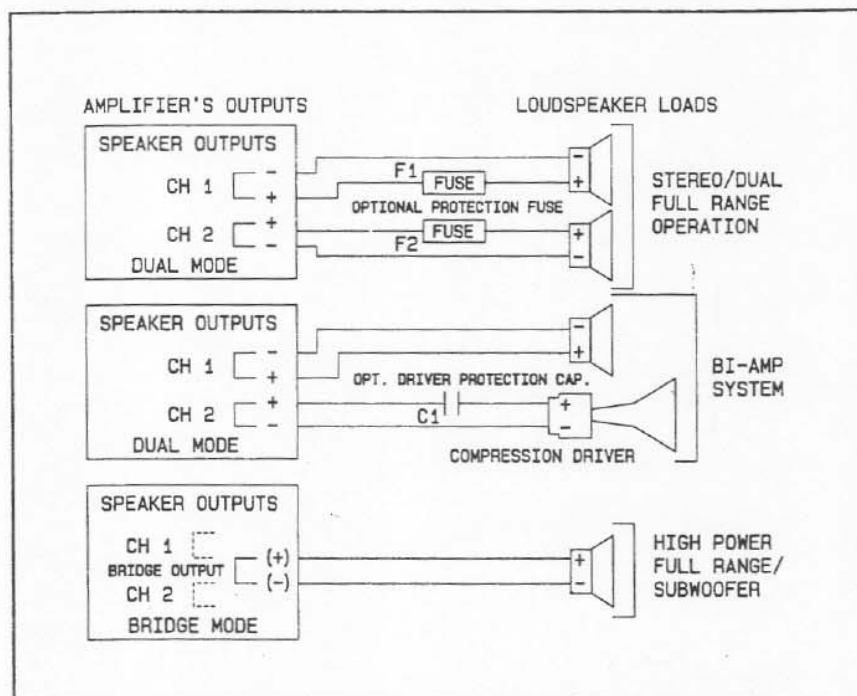 AMPLIFIER'S OUTPUTS
LOUDSPEAKER LOADS
SPEAKER OUTPUTS
CH 1
-
+
CH 2
+
-
DUAL MODE
F1
FUSE
OPTIONAL PROTECTION FUSE
FUSE
F2
-
+
+
-
STEREO/DUAL
FULL RANGE
OPERATION
SPEAKER OUTPUTS
CH 1
-
+
CH 2
+
-
DUAL MODE
OPT. DRIVER PROTECTION CAP.
C1
-
+
+
-
COMPRESSION DRIVER
BI-AMP
SYSTEM
SPEAKER OUTPUTS
CH 1
BRIDGE OUTPUT
(+)
(-)
CH 2
BRIDGE MODE
+
-
HIGH POWER
FULL RANGE/
SUBWOOFER